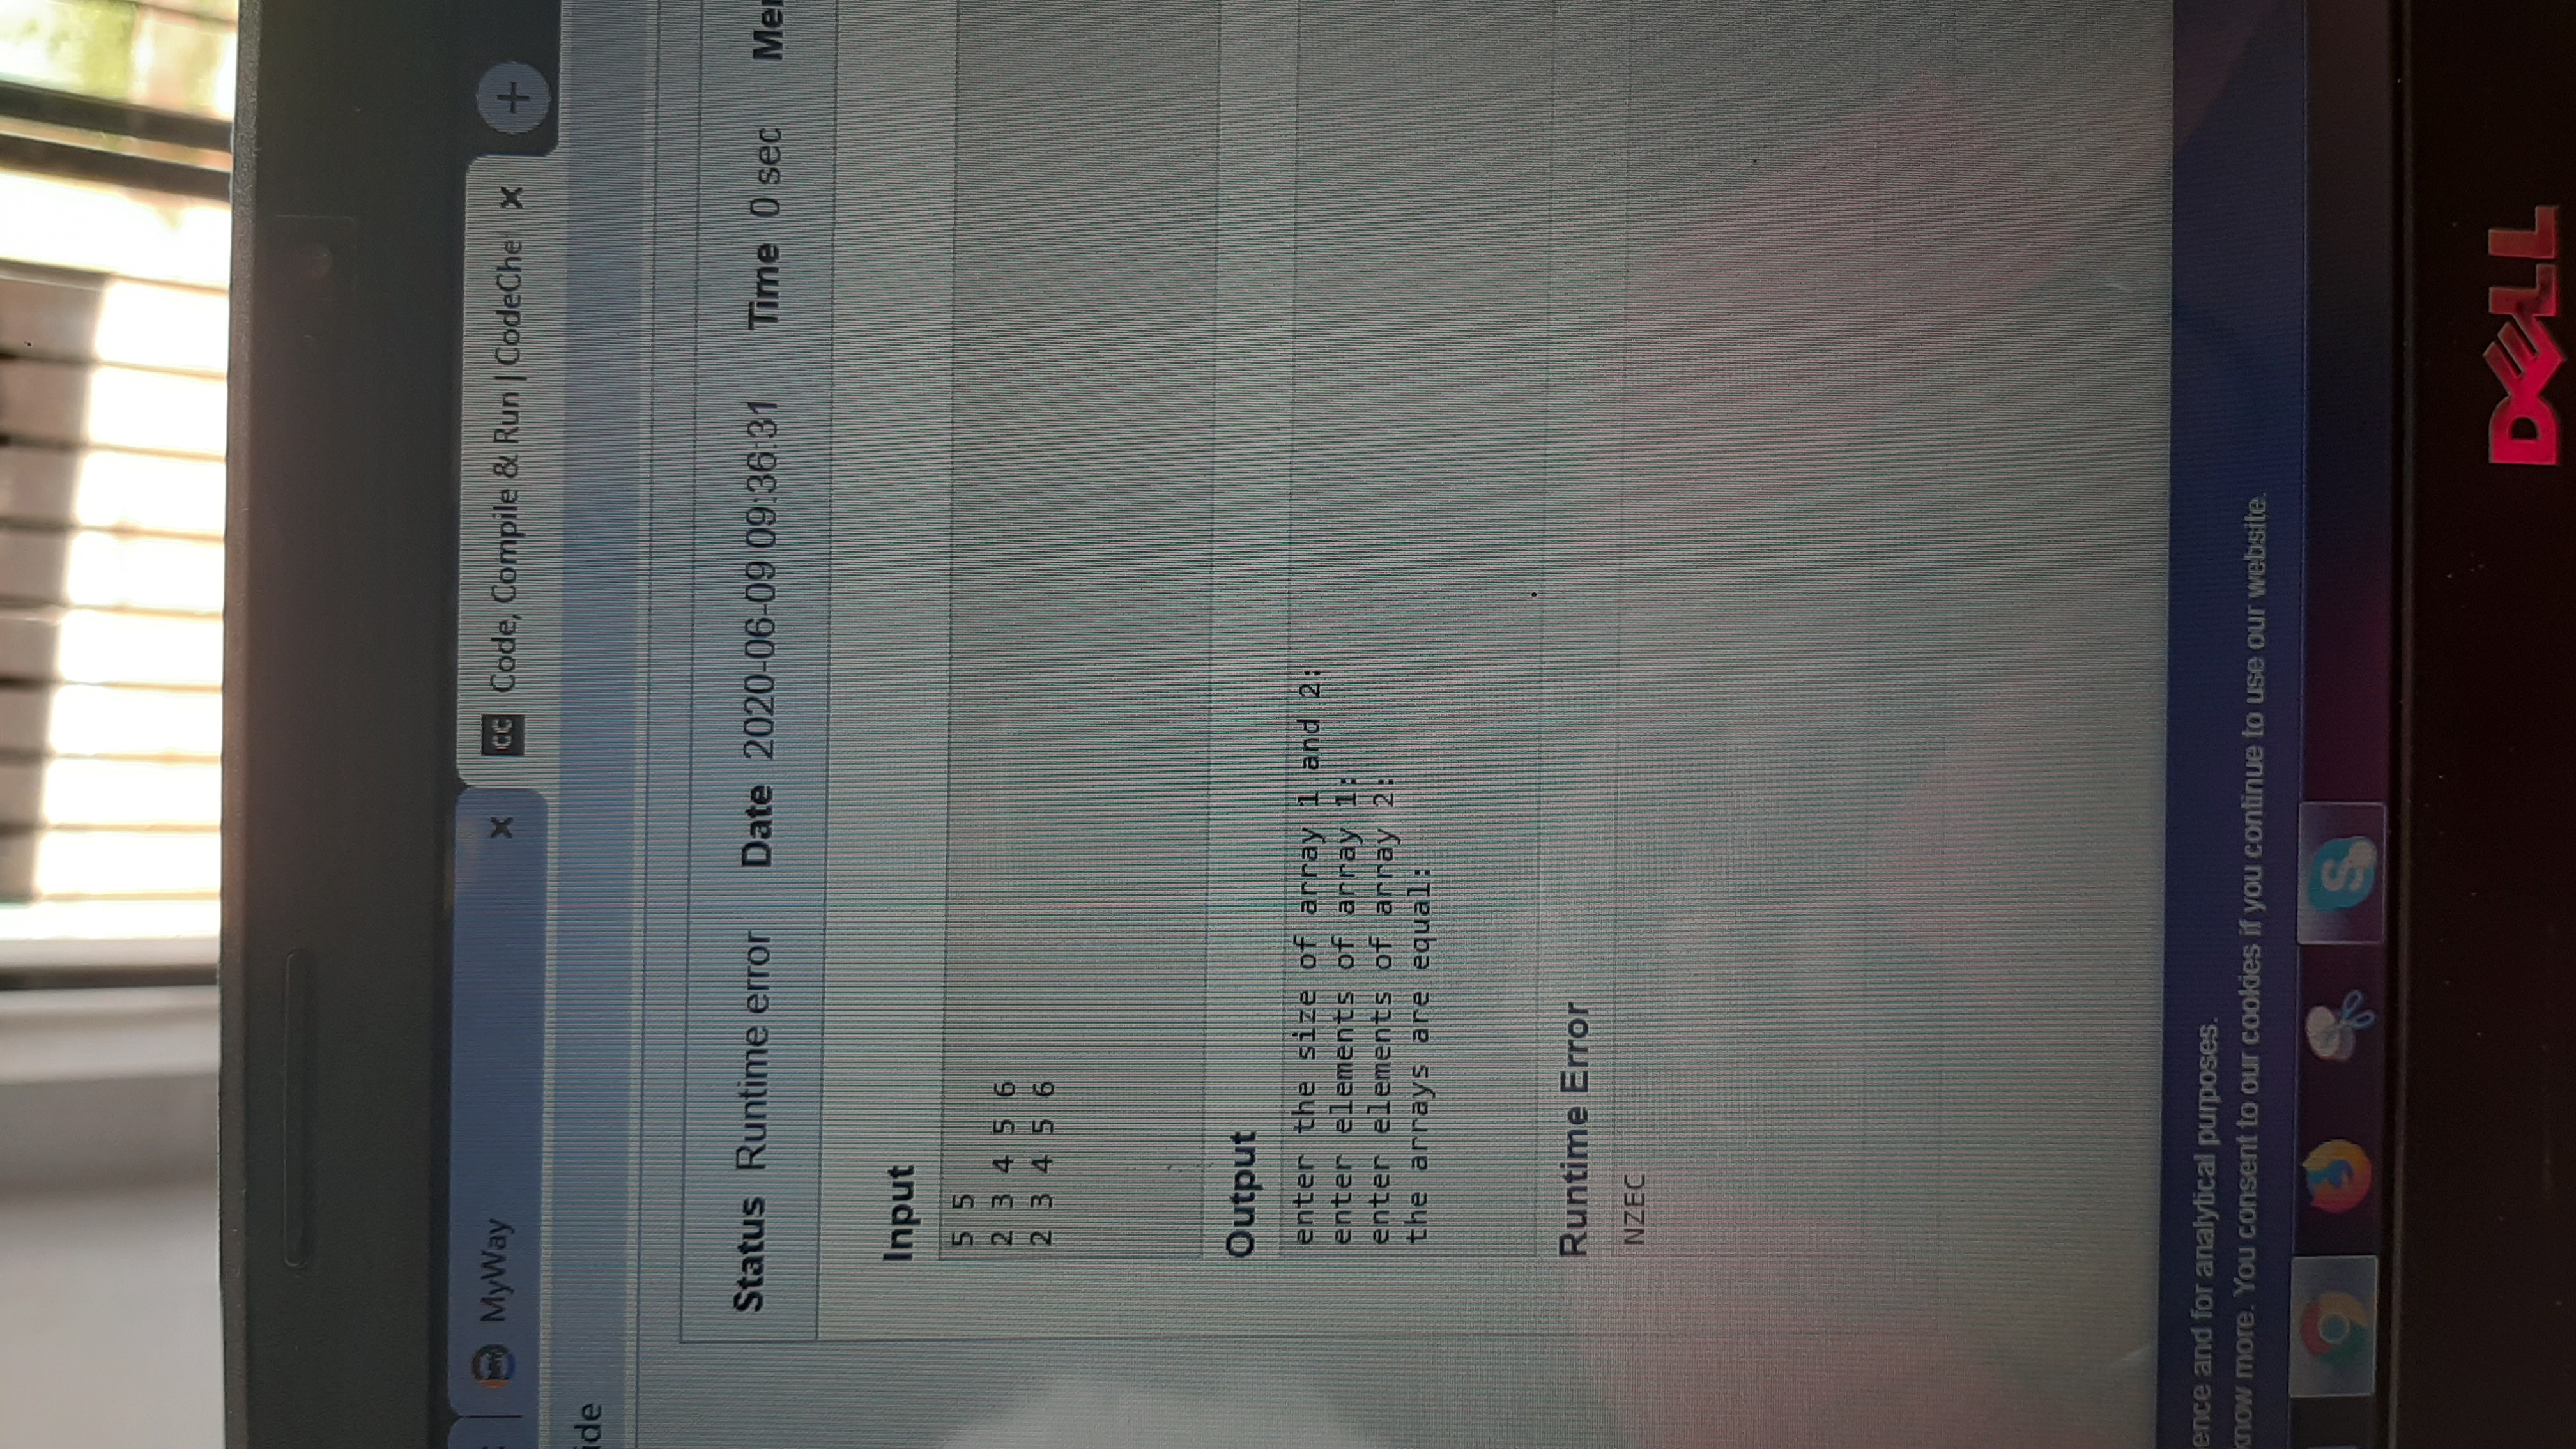 MyWay
CC Code, Compile & Run | CodeChe
ide
Status Runtime error Date 2020-06-09 09:36:31 Time 0 sec Mer
Input
5 5
2 3 4 5 6
2 3 4 5 6
Output
enter the size of array 1 and 2:
enter elements of array 1:
enter elements of array 2:
the arrays are equal:
Runtime Error
NZEC
ence and for analytical purposes.
know more. You consent to our cookies if you continue to use our website.
S
DELL